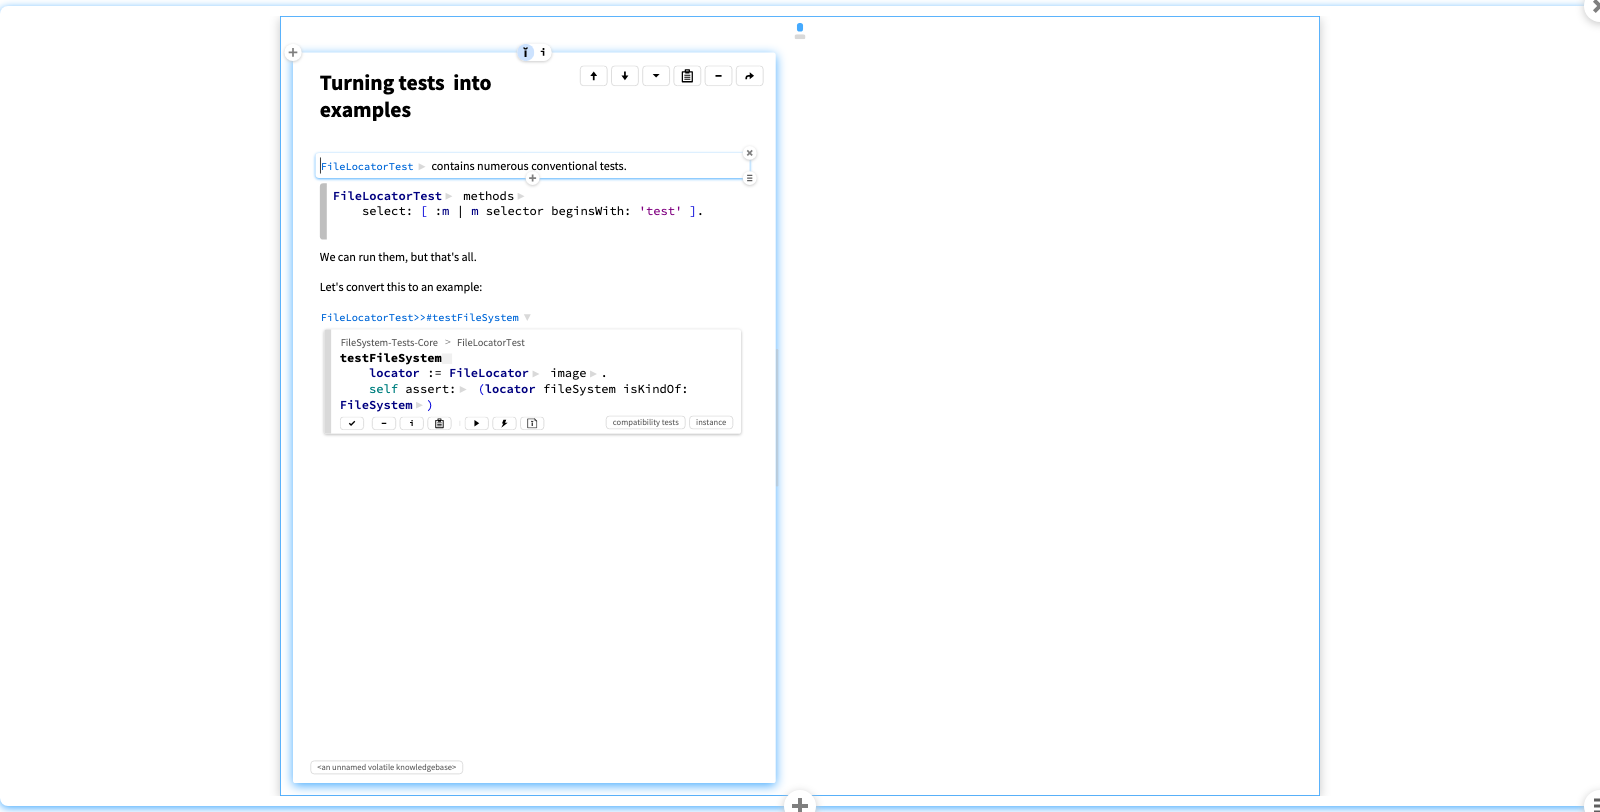 Turning tests into
examples
FileLocatorTest contains numerous conventional tests.
FileLocatorTest methods
select: [ :m | m selector beginsWith: 'test' ].
We can run them, but that's all.
Let's convert this to an example:
FileLocatorTest>>#testFileSystem
FileSystem-Tests-Core > FileLocatorTest
testFileSystem
locator := FileLocator image .
self assert: (locator fileSystem isKindOf:
FileSystem )
compatibility tests instance
<an unnamed volatile knowledgebase>